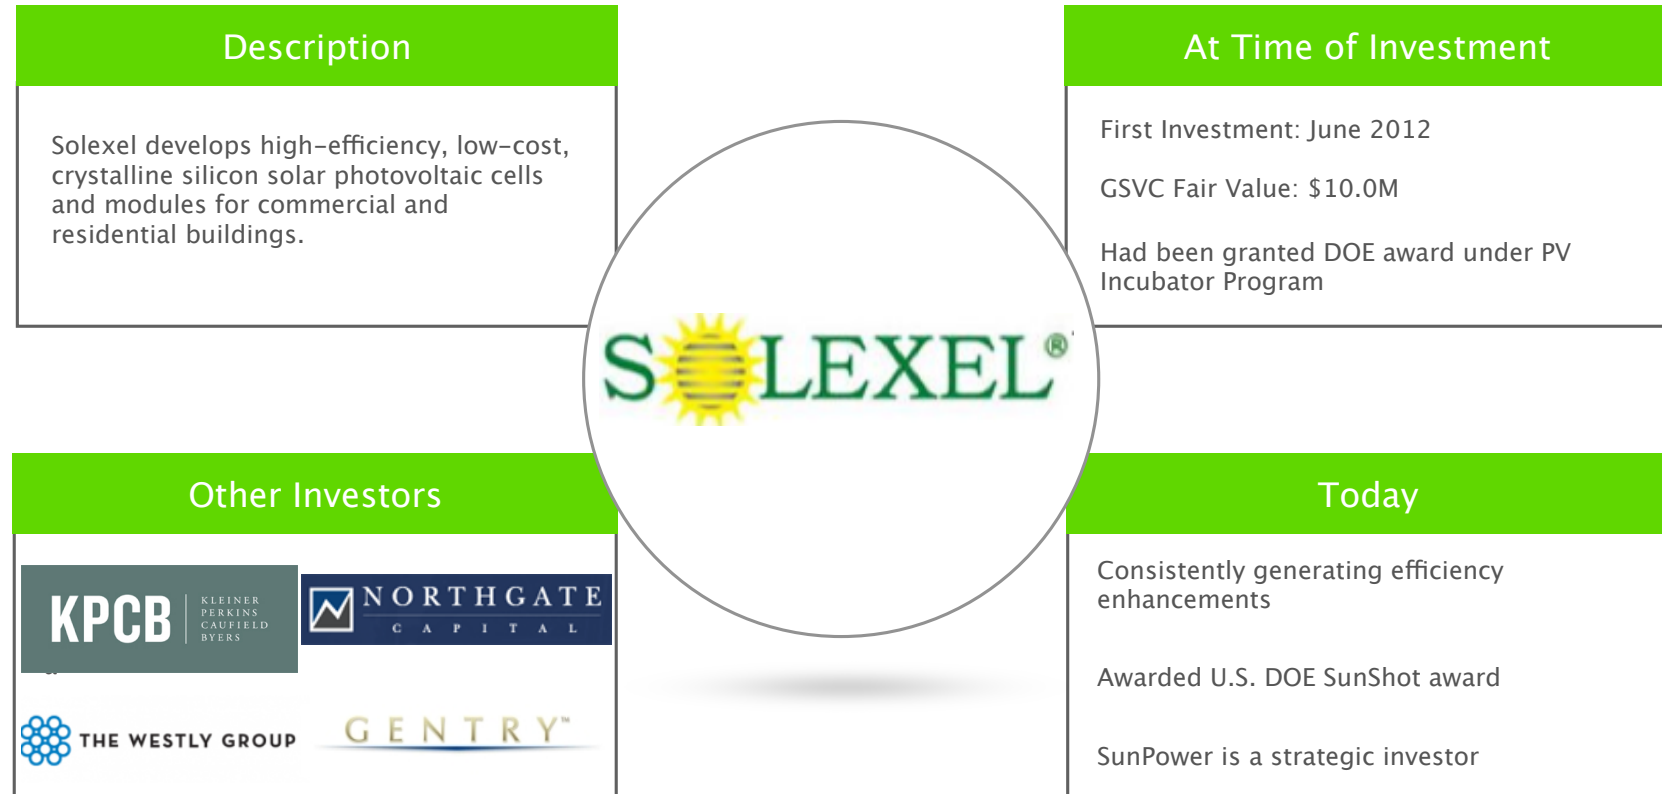 Description
Solexel develops high-efficiency, low-cost,
crystalline silicon solar photovoltaic cells
and modules for commercial and
residential buildings.
At Time of Investment
First Investment: June 2012
GSVC Fair Value: $10.0M
Had been granted DOE award under PV
Incubator Program
SOLEXEL®
Other Investors
KPCB
KLEINER
PERKINS
CAUFIELD
BYERS
NORTHGATE
CAPITAL
THE WESTLY GROUP
GENTRY™
Today
Consistently generating efficiency
enhancements
Awarded U.S. DOE SunShot award
SunPower is a strategic investor